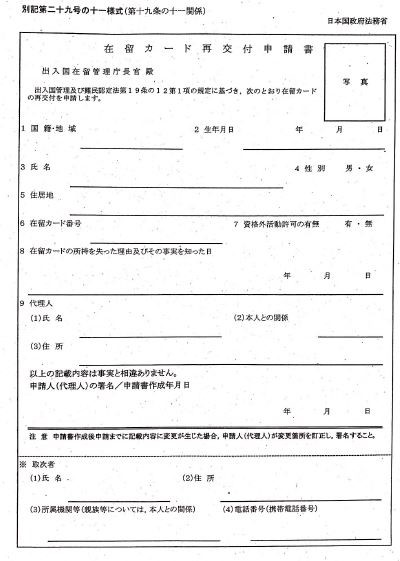 別記第二十九号の十一様式(第十九条の十一関係)
日本国政府法務省
在留カード再交付申請書
出入国在留管理庁長官 殿
写真
出入国管理及び難民認定法第19条の12第1項の規定に基づき,次のとおり在留カード
の再交付を申請します。
1 国籍・地域 2 生年月日 年 月 日
3 氏名 4 性別 男・女
5 住居地
6 在留カード番号 7 資格外活動許可の有無 有・無
8 在留カードの所持を失った理由及びその事実を知った日
年 月 日
9 代理人
(1)氏名 (2)本人との関係
(3)住所
以上の記載内容は事実と相違ありません。
申請人(代理人)の署名/申請書作成年月日
年 月 日
注意 申請書作成後申請までに記載内容に変更が生じた場合,申請人(代理人)が変更箇所を訂正し,署名すること。
※ 取次者
(1)氏名 (2)住所
(3)所属機関等(親族等については,本人との関係) (4)電話番号(携帯電話番号)